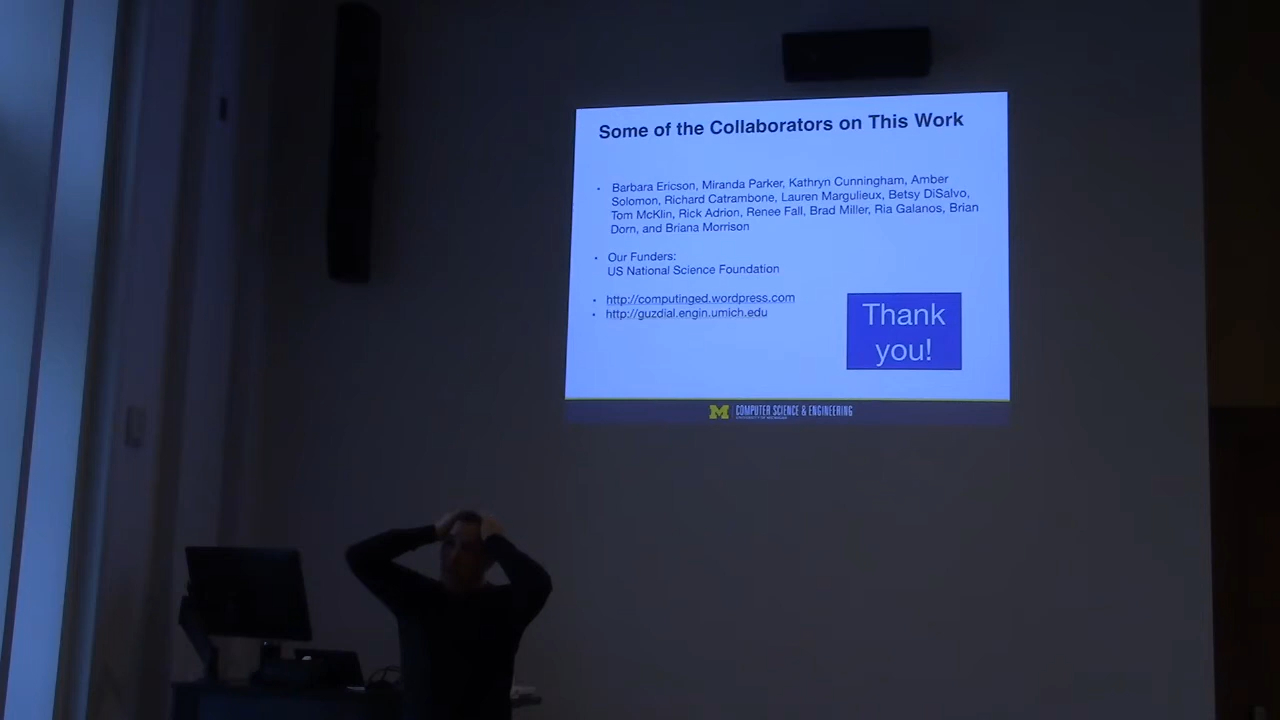 Some of the Collaborators on This Work
Barbara Ericson, Miranda Parker, Kathryn Cunningham, Amber
Solomon, Richard Catrambone, Lauren Margulieux, Betsy DiSalvo,
Tom McKlin, Rick Adrion, Renee Fall, Brad Miller, Ria Galanos, Brian
Dorn, and Briana Morrison
Our Funders:
US National Science Foundation
http://computinged.wordpress.com
http://guzdial.engin.umich.edu
Thank
you!
M COMPUTER SCIENCE & ENGINEERING